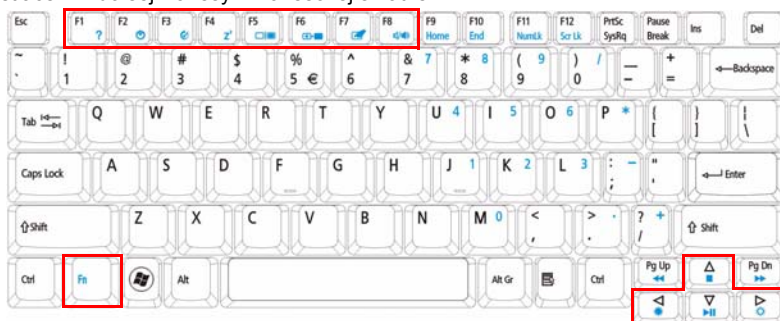 Esc F1 ? F2 F3 F4 z F5 F6 F7 F8 F9 Home F10 End F11 NumLk F12 Scr Lk PrtSc SysRq Pause Break Ins Del
~ ` ! 1 @ 2 # 3 $ 4 % 5 € ^ 6 & 7 7 * 8 8 ( 9 9 ) / 0 _ - + = Backspace
Tab Q W E R T Y U 4 I 5 O 6 P * { [ } ] | \
Caps Lock A S D F G H J 1 K 2 L 3 : - ; " ' Enter
Shift Z X C V B N M 0 < , > . . ? + / Shift
Ctrl Fn Alt Alt Gr Ctrl Pg Up Pg Dn